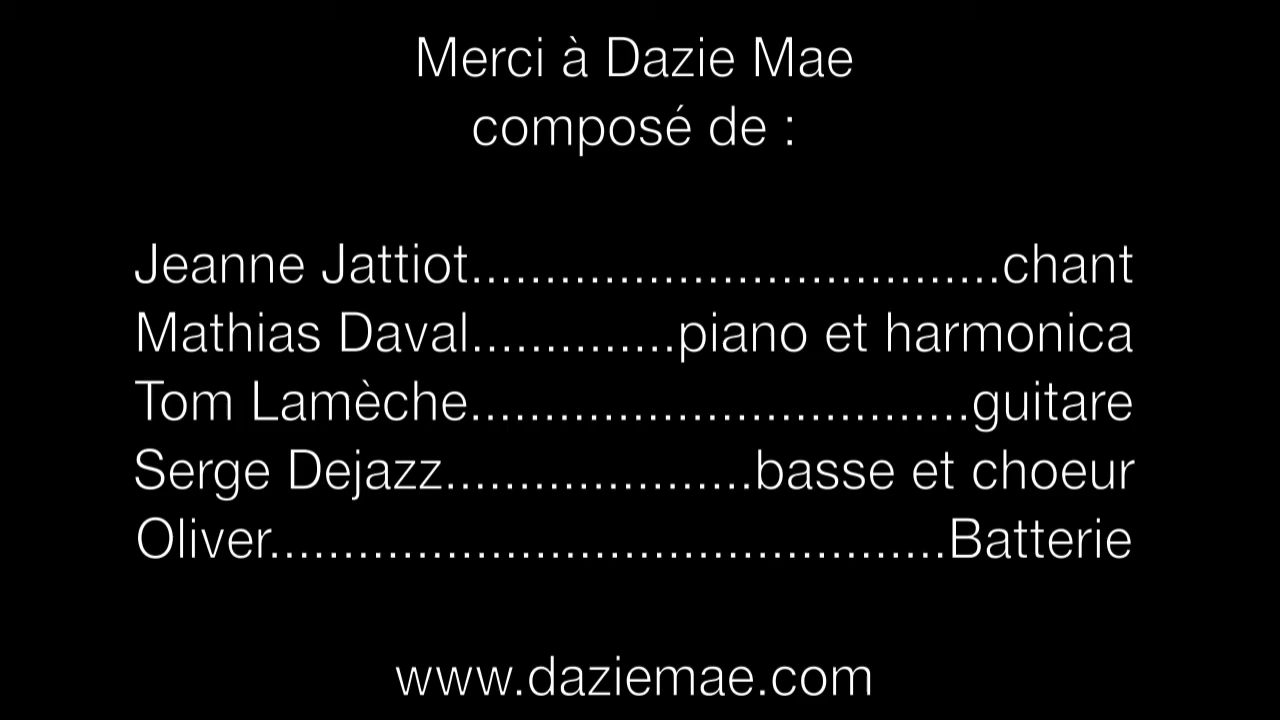 Merci à Dazie Mae
composé de :
Jeanne Jattiot....................................chant
Mathias Daval..............piano et harmonica
Tom Lamèche..................................guitare
Serge Dejazz.....................basse et choeur
Oliver..............................................Batterie
www.daziemae.com